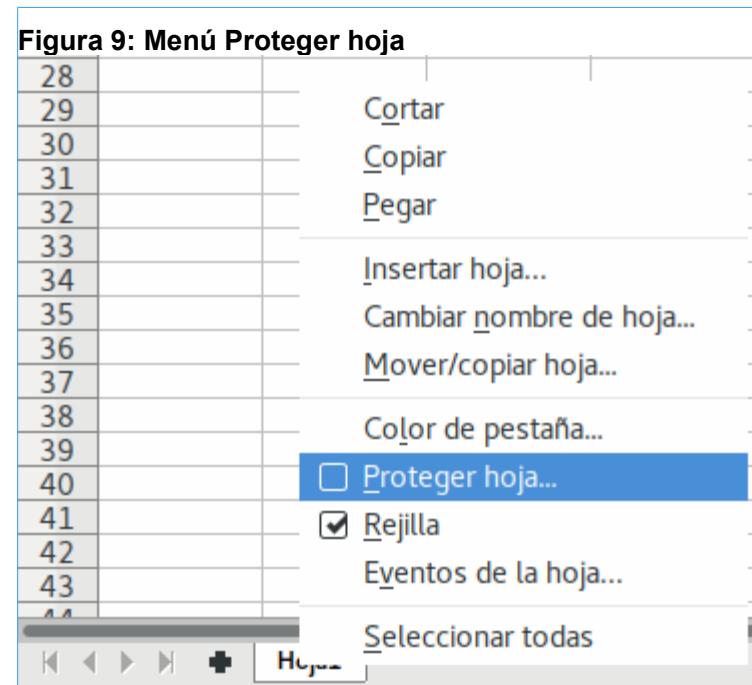 Figura 9: Menú Proteger hoja
28
29
30
31
32
33
34
35
36
37
38
39
40
41
42
43
44
Cortar
Copiar
Pegar
Insertar hoja...
Cambiar nombre de hoja...
Mover/copiar hoja...
Color de pestaña...
Proteger hoja...
Rejilla
Eventos de la hoja...
Seleccionar todas
Hoja1